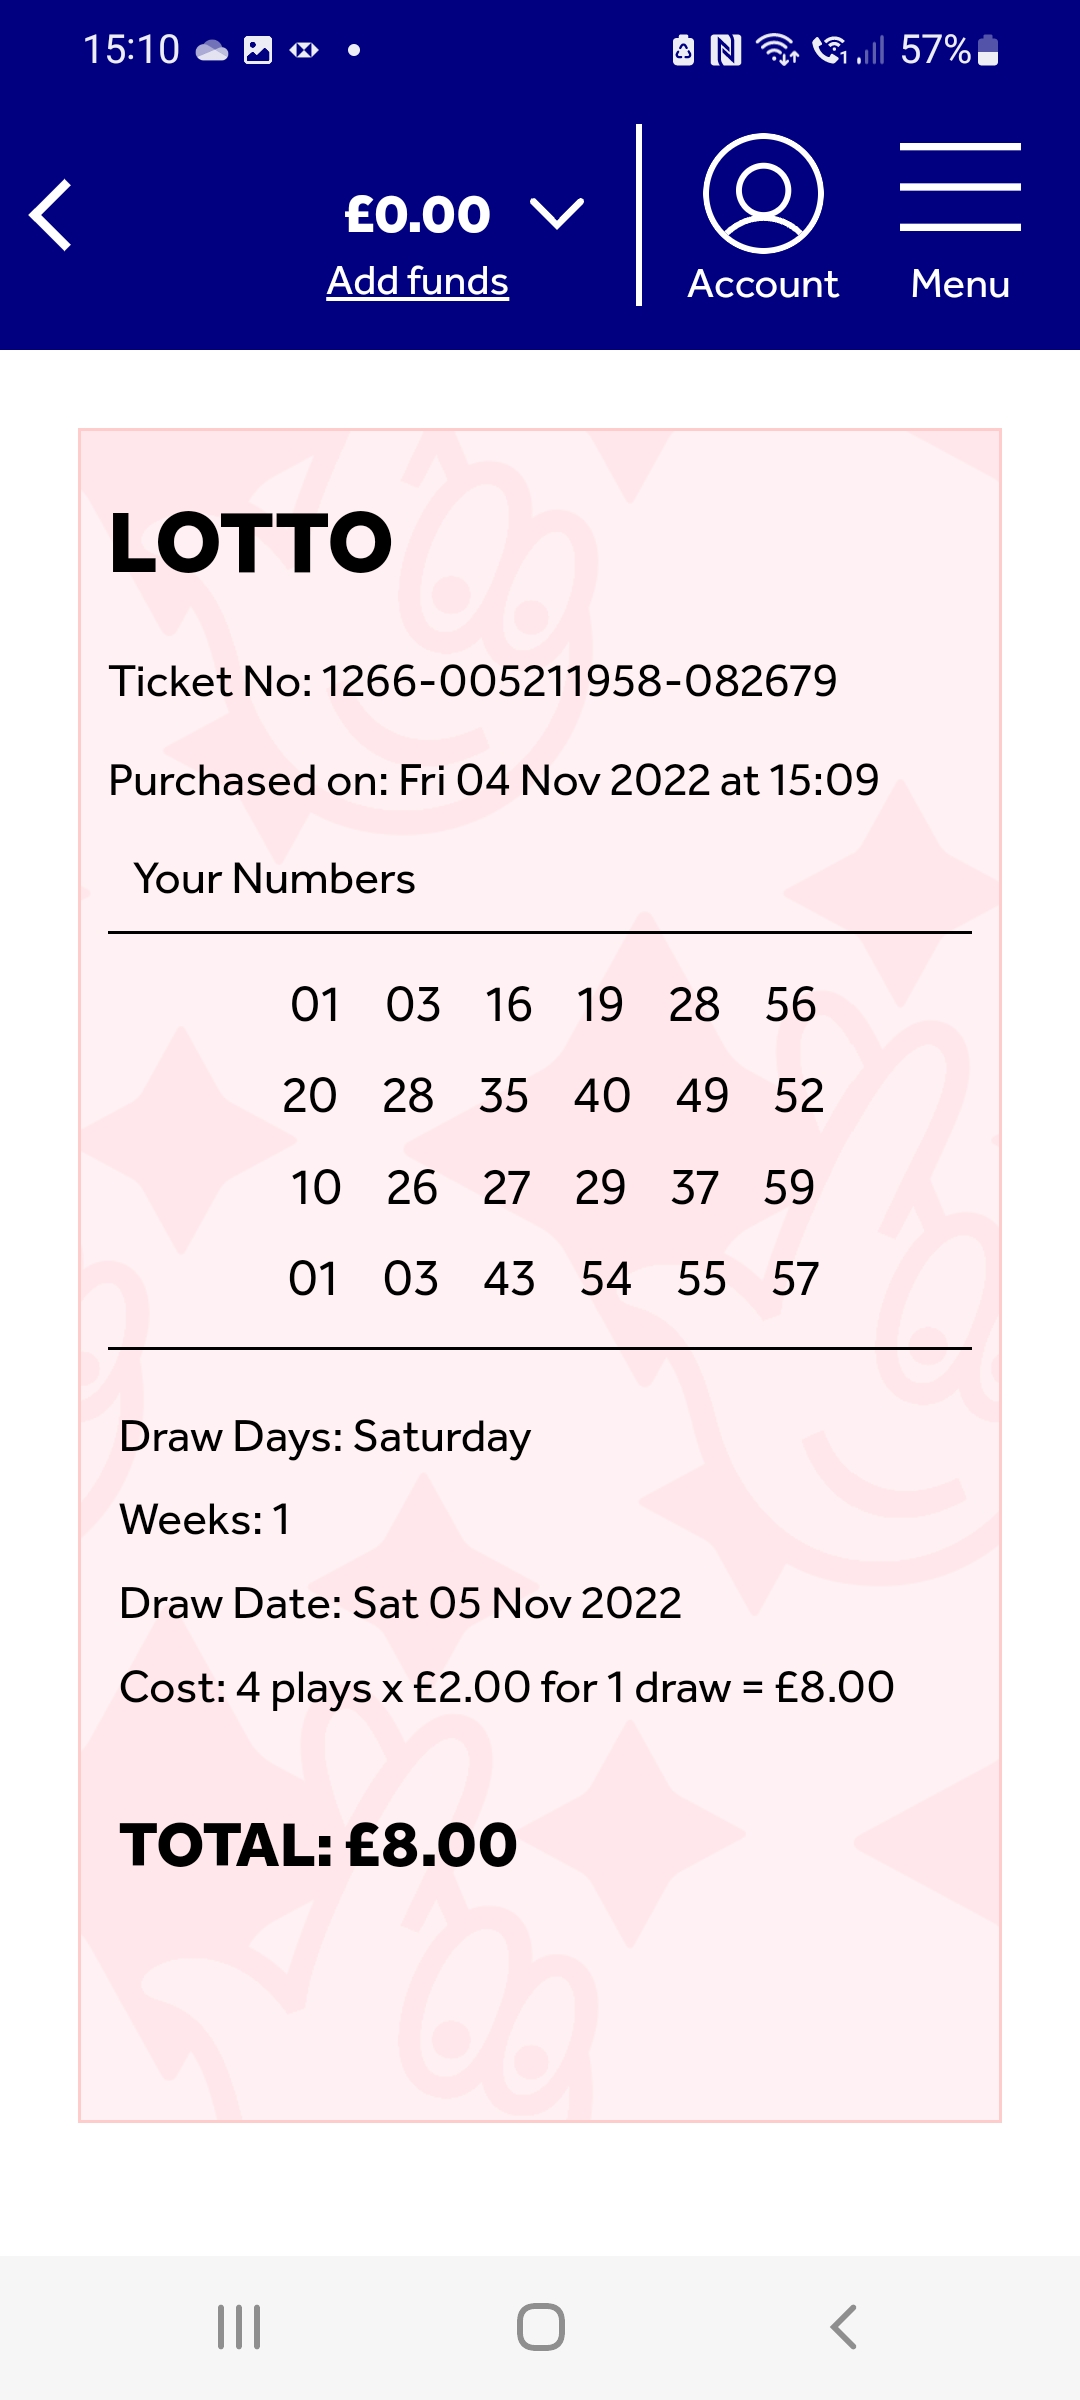 15:10
57%
£0.00
Add funds
Account
Menu
LOTTO
Ticket No: 1266-005211958-082679
Purchased on: Fri 04 Nov 2022 at 15:09
Your Numbers
01 03 16 19 28 56
20 28 35 40 49 52
10 26 27 29 37 59
01 03 43 54 55 57
Draw Days: Saturday
Weeks: 1
Draw Date: Sat 05 Nov 2022
Cost: 4 plays x £2.00 for 1 draw = £8.00
TOTAL: £8.00